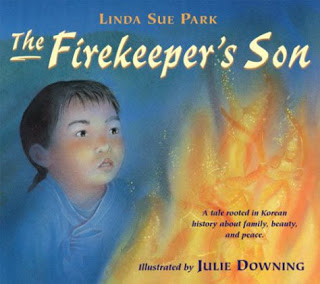 LINDA SUE PARK
The Firekeeper's Son
A tale rooted in Korean
history about family, beauty,
and peace.
Illustrated by JULIE DOWNING